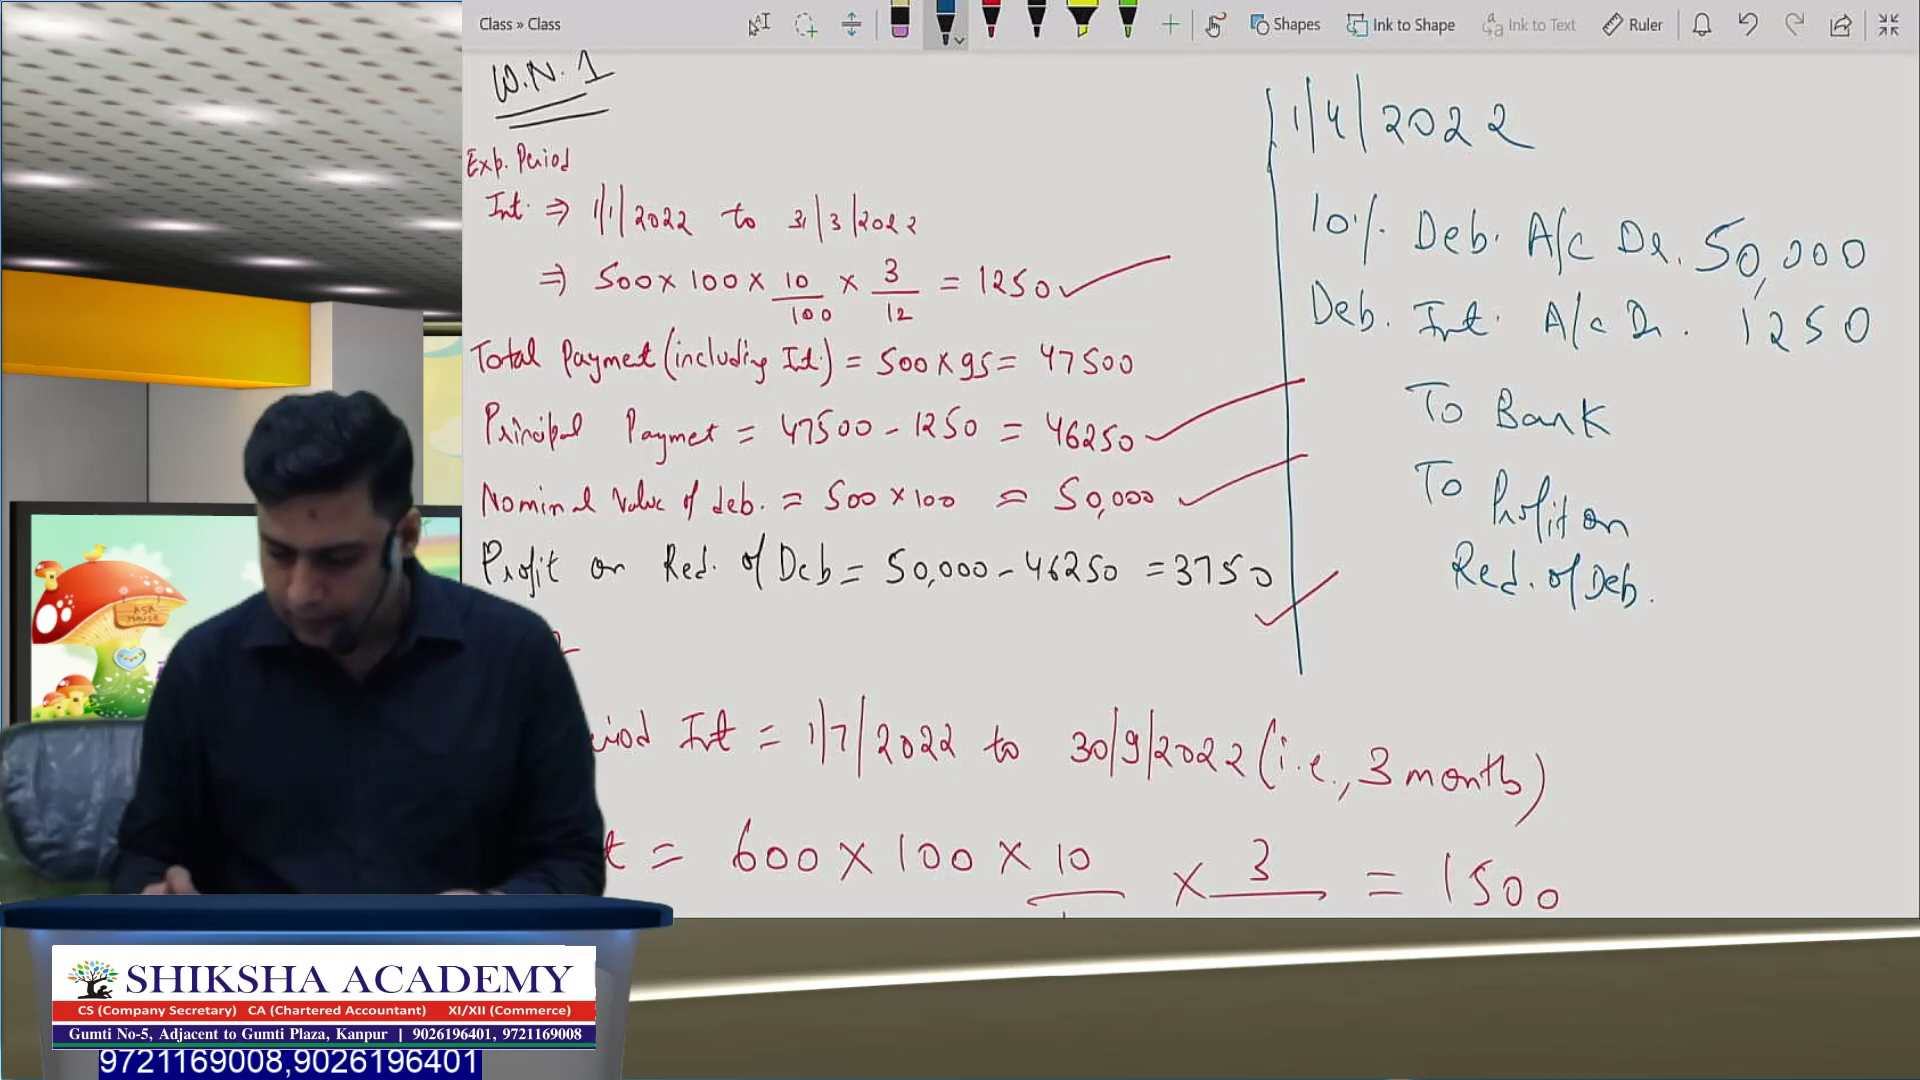 Class » Class
Shapes
Ink to Shape
Ink to Text
Ruler
W.N. 1
Exp. Period
Int. ⇒ 1/1/2022 to 31/3/2022
⇒ 500 × 100 × 10/100 × 3/12 = 1250
Total Paymet (including Int.) = 500 × 95 = 47500
Principal Paymet = 47500 - 1250 = 46250
Nominal Value of deb. = 500 × 100 = 50,000
Profit on Red. of Deb = 50,000 - 46250 = 3750
Int = 1/7/2022 to 30/9/2022 (i.e., 3 month)
= 600 × 100 × 10 × 3 = 1500
1/4/2022
10% Deb. A/c Dr. 50,000
Deb. Int. A/c Dr. 1250
To Bank
To Profit on
Red. of Deb.
ASA
HOUSE
SHIKSHA ACADEMY
CS (Company Secretary) CA (Chartered Accountant) XI/XII (Commerce)
Gumti No-5, Adjacent to Gumti Plaza, Kanpur | 9026196401, 9721169008
9721169008,9026196401